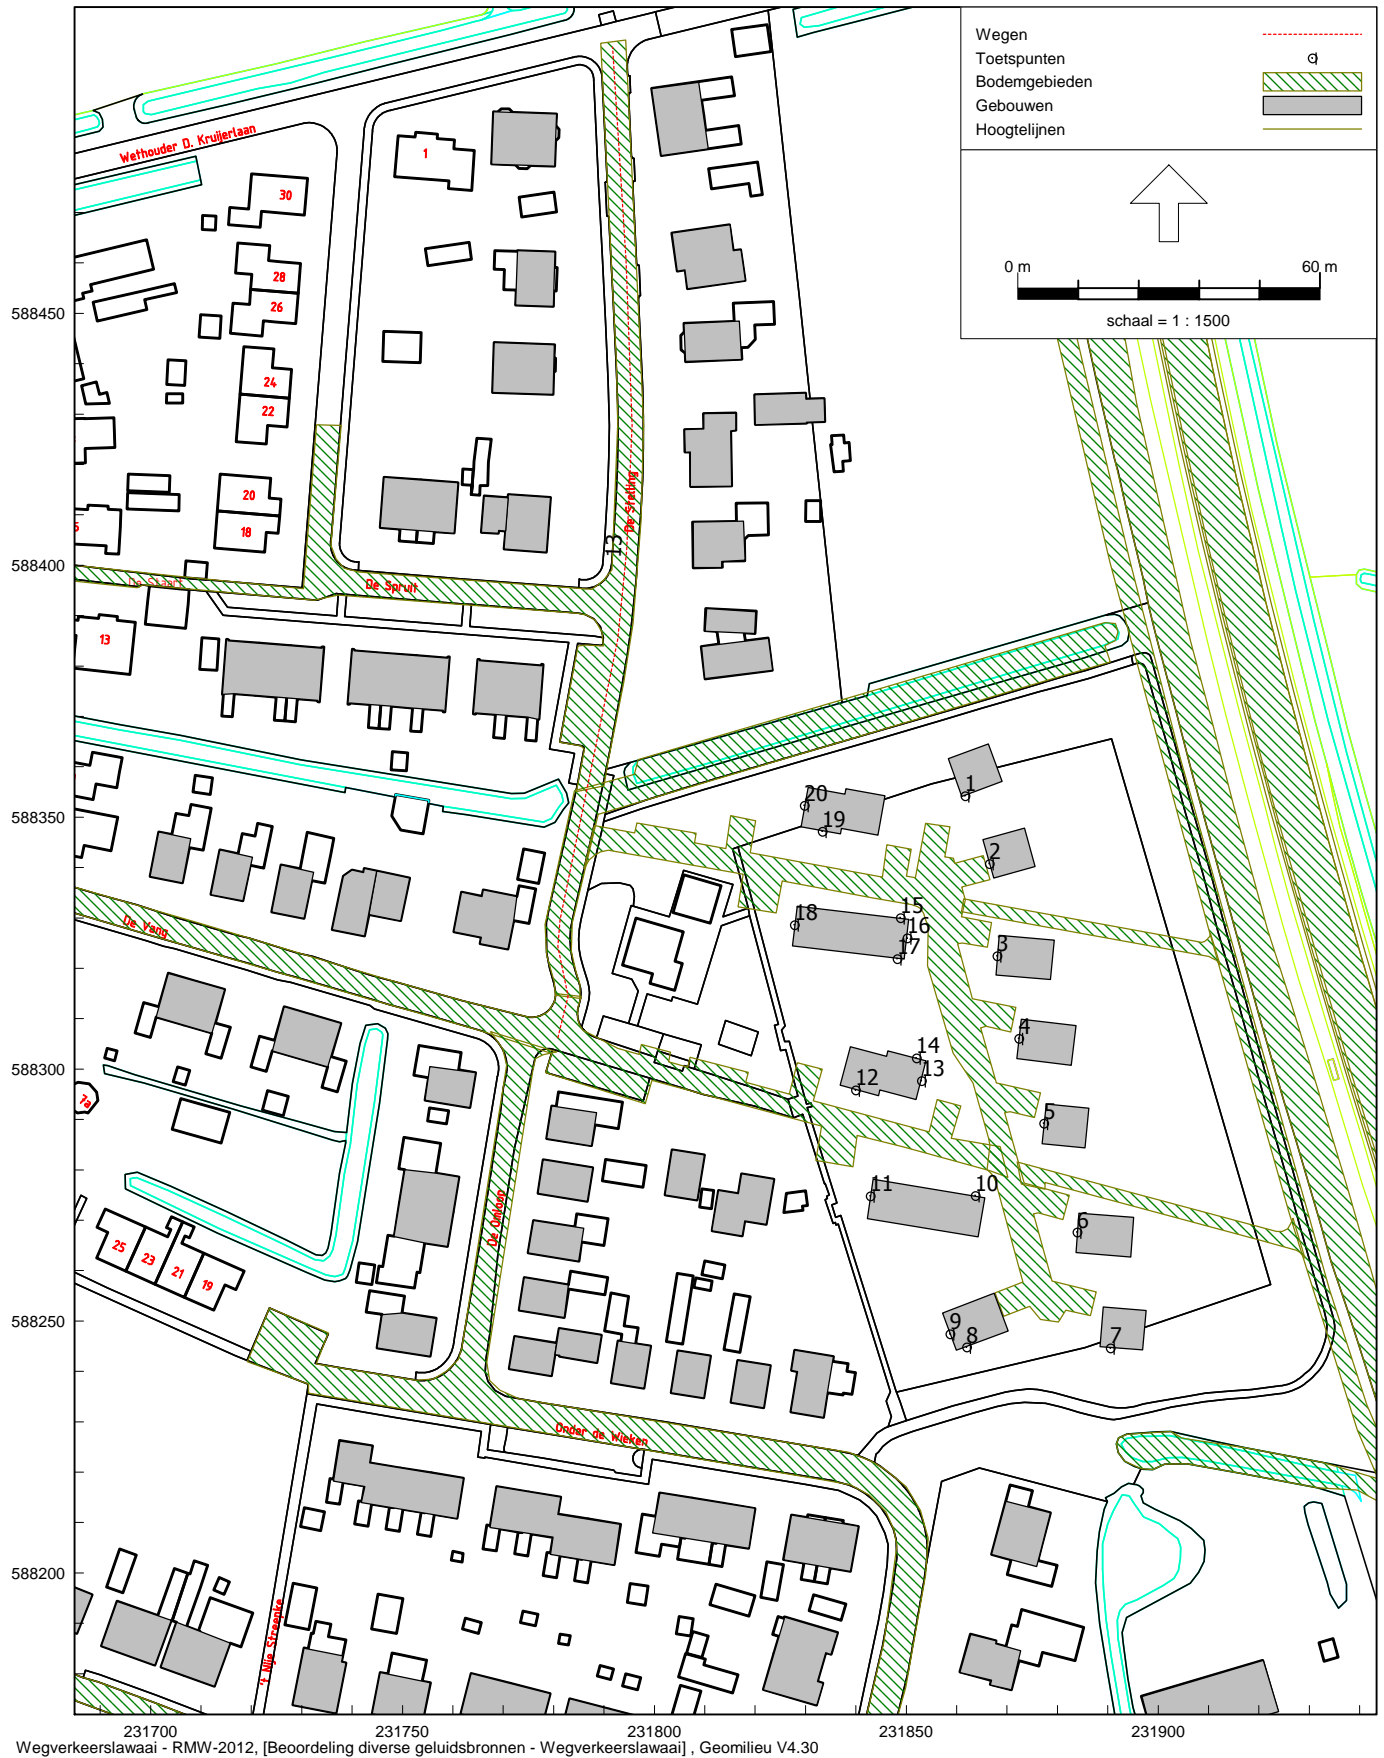 Wegen
Toetspunten
Bodemgebieden
Gebouwen
Hoogtelijnen
0 m
60 m
schaal = 1 : 1500
Wethouder D. Kruijerlaan
1
30
28
26
24
22
20
18
588450
588400
588350
588300
588250
588200
De Stelling
13
De Staart
De Spruit
13
De Vang
1
20
19
2
15
18
16
17
3
4
14
13
12
5
7a
11
10
6
De Omloop
25
23
21
19
9
8
7
Onder de Wieken
't Nije Streepke
231700
231750
231800
231850
231900
Wegverkeerslawaai - RMW-2012, [Beoordeling diverse geluidsbronnen - Wegverkeerslawaai] , Geomilieu V4.30